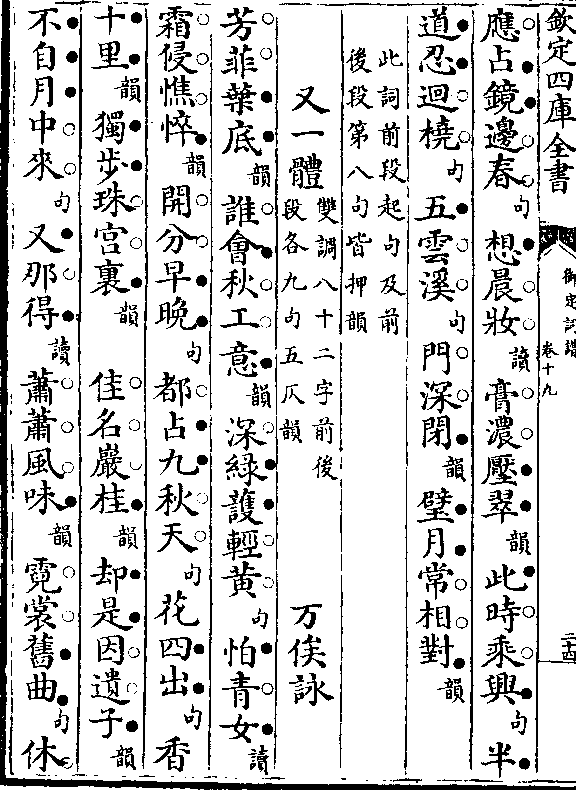 欽定四庫全書
御定詞譜
卷十九
二十四
應占鏡邊春句想晨妝讀膏濃壓翠韻此時乘興句半
道忍迴橈句五雲溪句門深閉韻璧月常相對韻
此詞前段起句及前
後段第八句皆押韻
又一體雙調八十二字前後
段各九句五仄韻
万俟詠
芳菲葉底韻誰會秋工意韻深緑護輕黄句怕青女讀
霜侵憔悴韻開分早晚句都占九秋天句花四出句香
十里韻獨步珠宫裏韻佳名巖桂韻却是因遺子韻
不自月中來句又那得讀蕭蕭風味韻霓裳舊曲句休